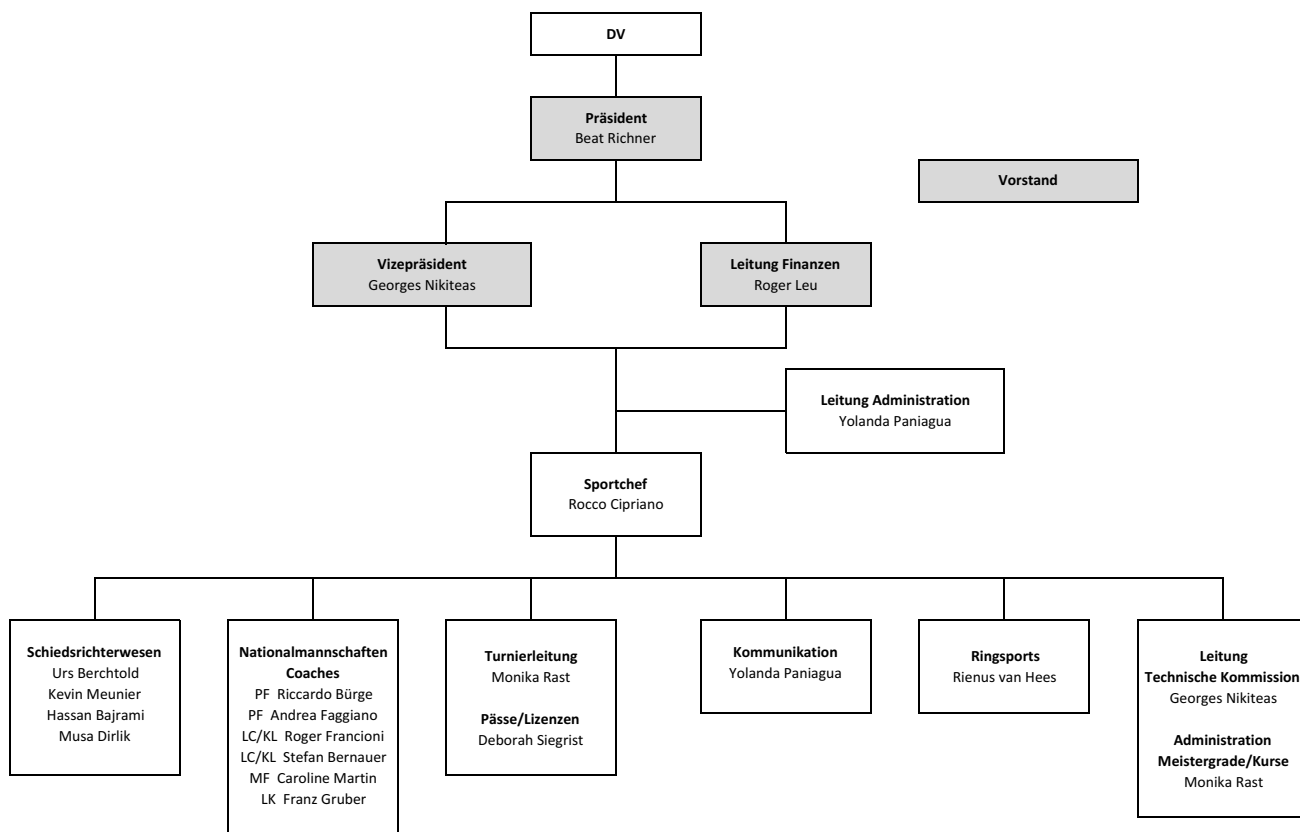 DV
Präsident
Beat Richner
Vorstand
Vizepräsident
Georges Nikiteas
Leitung Finanzen
Roger Leu
Leitung Administration
Yolanda Paniagua
Sportchef
Rocco Cipriano
Schiedsrichterwesen
Urs Berchtold
Kevin Meunier
Hassan Bajrami
Musa Dirlik
Nationalmannschaften
Coaches
PF Riccardo Bürge
PF Andrea Faggiano
LC/KL Roger Francioni
LC/KL Stefan Bernauer
MF Caroline Martin
LK Franz Gruber
Turnierleitung
Monika Rast
Pässe/Lizenzen
Deborah Siegrist
Kommunikation
Yolanda Paniagua
Ringsports
Rienus van Hees
Leitung
Technische Kommission
Georges Nikiteas
Administration
Meistergrade/Kurse
Monika Rast